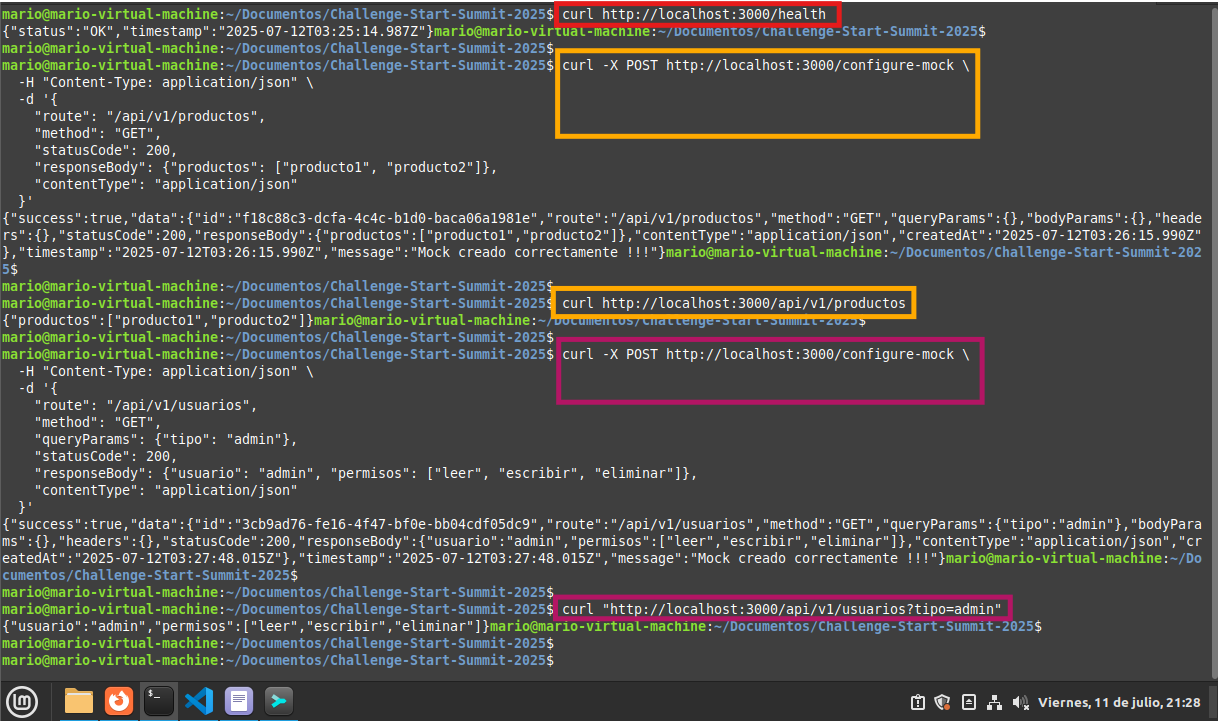 mario@mario-virtual-machine:~/Documentos/Challenge-Start-Summit-2025$ curl http://localhost:3000/health
{"status":"OK","timestamp":"2025-07-12T03:25:14.987Z"}mario@mario-virtual-machine:~/Documentos/Challenge-Start-Summit-2025$
mario@mario-virtual-machine:~/Documentos/Challenge-Start-Summit-2025$
mario@mario-virtual-machine:~/Documentos/Challenge-Start-Summit-2025$ curl -X POST http://localhost:3000/configure-mock \
  -H "Content-Type: application/json" \
  -d '{
    "route": "/api/v1/productos",
    "method": "GET",
    "statusCode": 200,
    "responseBody": {"productos": ["producto1", "producto2"]},
    "contentType": "application/json"
  }'
{"success":true,"data":{"id":"f18c88c3-dcfa-4c4c-b1d0-baca06a1981e","route":"/api/v1/productos","method":"GET","queryParams":{},"bodyParams":{},"heade
rs":{},"statusCode":200,"responseBody":{"productos":["producto1","producto2"]},"contentType":"application/json","createdAt":"2025-07-12T03:26:15.990Z"
},"timestamp":"2025-07-12T03:26:15.990Z","message":"Mock creado correctamente !!!"}mario@mario-virtual-machine:~/Documentos/Challenge-Start-Summit-202
5$
mario@mario-virtual-machine:~/Documentos/Challenge-Start-Summit-2025$
mario@mario-virtual-machine:~/Documentos/Challenge-Start-Summit-2025$ curl http://localhost:3000/api/v1/productos
{"productos":["producto1","producto2"]}mario@mario-virtual-machine:~/Documentos/Challenge-Start-Summit-2025$
mario@mario-virtual-machine:~/Documentos/Challenge-Start-Summit-2025$
mario@mario-virtual-machine:~/Documentos/Challenge-Start-Summit-2025$ curl -X POST http://localhost:3000/configure-mock \
  -H "Content-Type: application/json" \
  -d '{
    "route": "/api/v1/usuarios",
    "method": "GET",
    "queryParams": {"tipo": "admin"},
    "statusCode": 200,
    "responseBody": {"usuario": "admin", "permisos": ["leer", "escribir", "eliminar"]},
    "contentType": "application/json"
  }'
{"success":true,"data":{"id":"3cb9ad76-fe16-4f47-bf0e-bb04cdf05dc9","route":"/api/v1/usuarios","method":"GET","queryParams":{"tipo":"admin"},"bodyPara
ms":{},"headers":{},"statusCode":200,"responseBody":{"usuario":"admin","permisos":["leer","escribir","eliminar"]},"contentType":"application/json","cr
eatedAt":"2025-07-12T03:27:48.015Z"},"timestamp":"2025-07-12T03:27:48.015Z","message":"Mock creado correctamente !!!"}mario@mario-virtual-machine:~/Do
cumentos/Challenge-Start-Summit-2025$
mario@mario-virtual-machine:~/Documentos/Challenge-Start-Summit-2025$
mario@mario-virtual-machine:~/Documentos/Challenge-Start-Summit-2025$ curl "http://localhost:3000/api/v1/usuarios?tipo=admin"
{"usuario":"admin","permisos":["leer","escribir","eliminar"]}mario@mario-virtual-machine:~/Documentos/Challenge-Start-Summit-2025$
mario@mario-virtual-machine:~/Documentos/Challenge-Start-Summit-2025$
mario@mario-virtual-machine:~/Documentos/Challenge-Start-Summit-2025$
Viernes, 11 de julio, 21:28